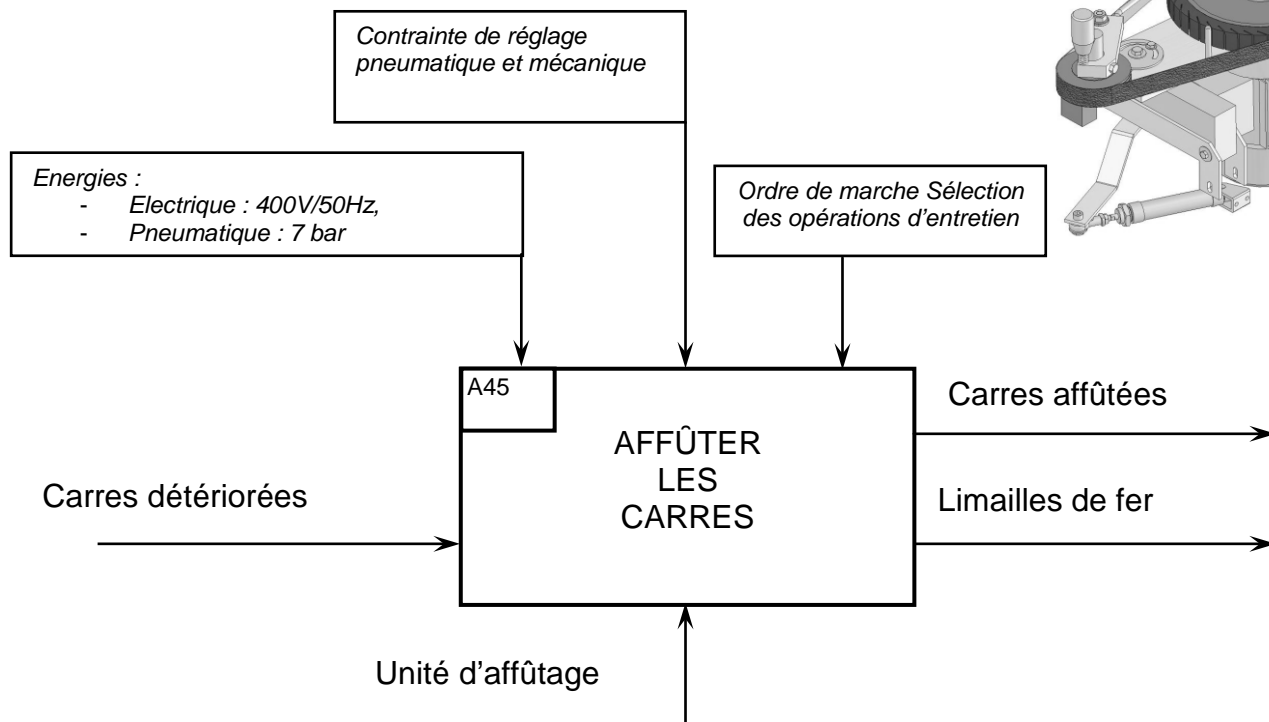 Contrainte de réglage
pneumatique et mécanique
Energies :
- Electrique : 400V/50Hz,
- Pneumatique : 7 bar
Ordre de marche Sélection
des opérations d’entretien
A45
AFFÛTER
LES
CARRES
Carres affûtées
Carres détériorées
Limailles de fer
Unité d’affûtage